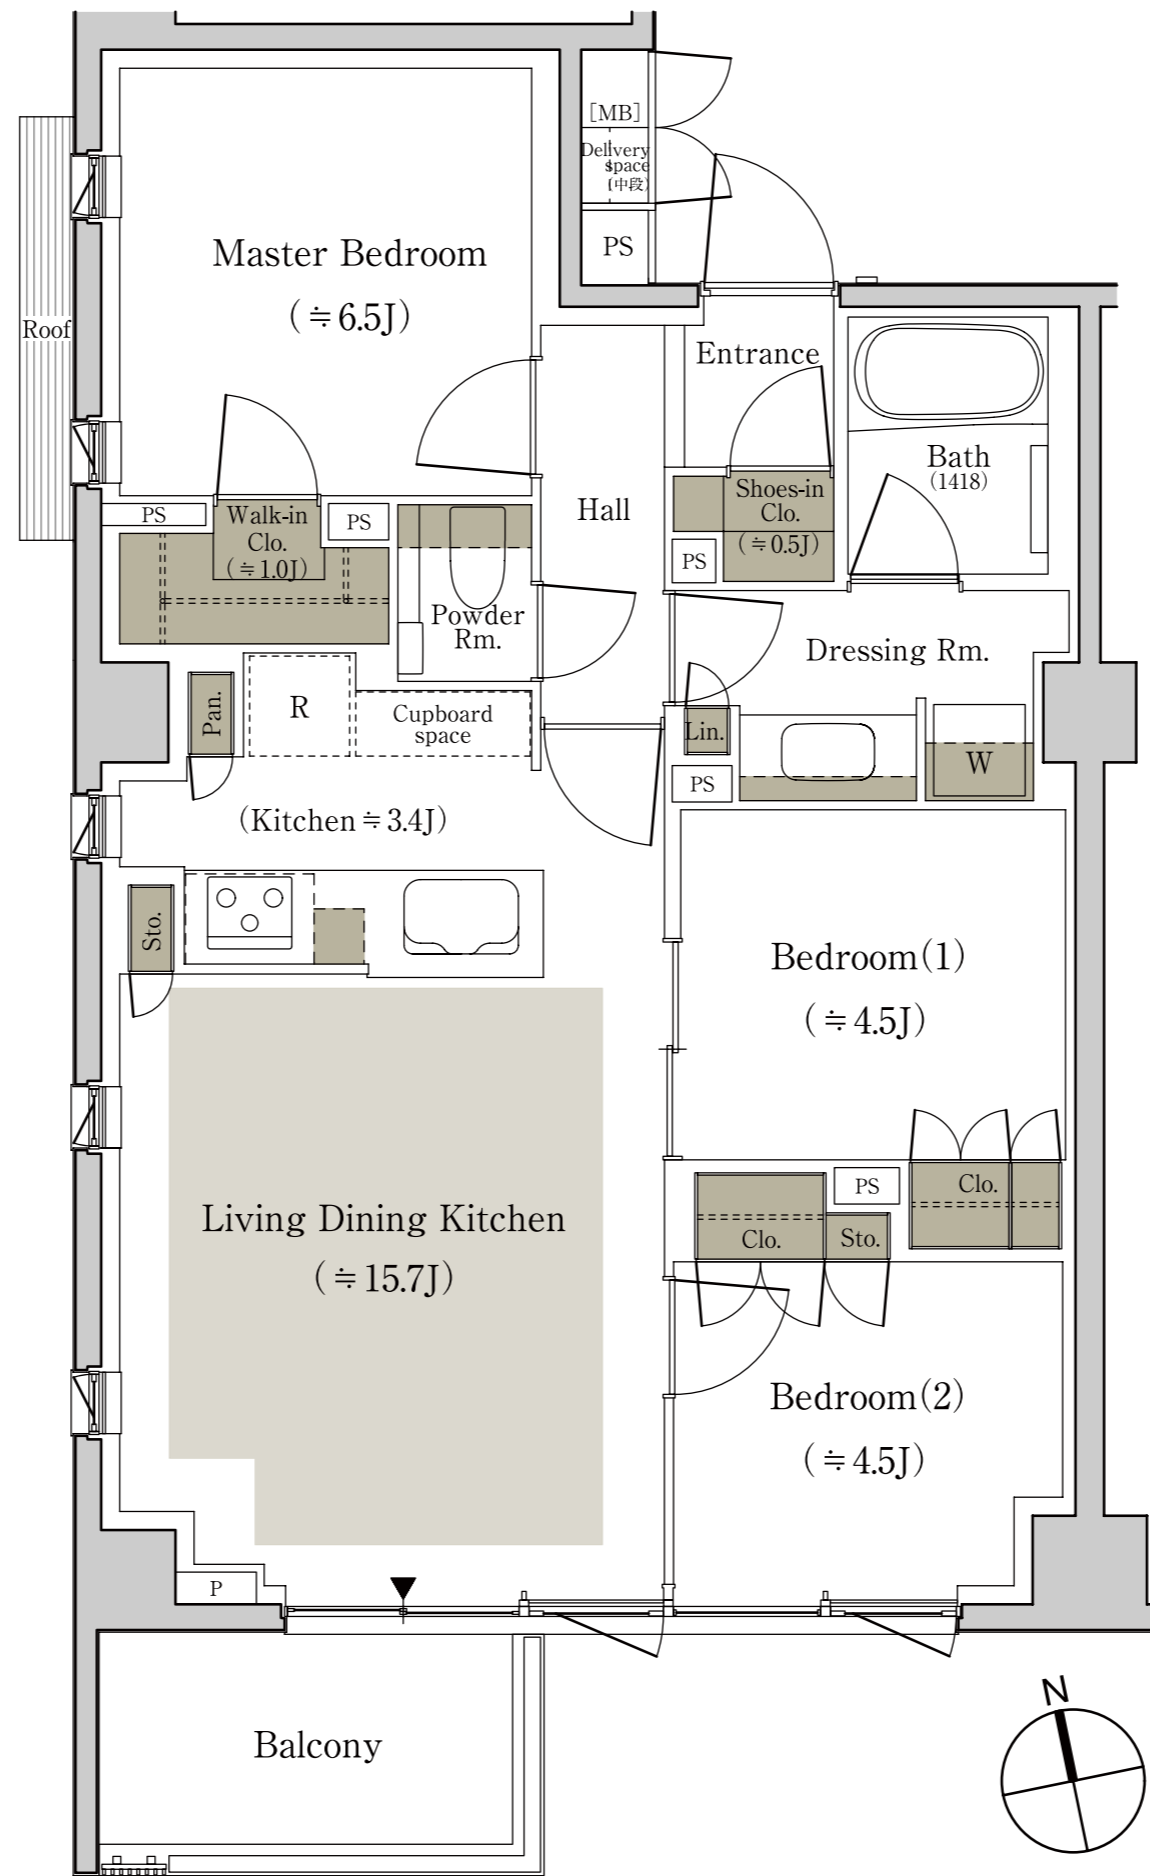 [MB]
Delivery
space
(中段)
PS
Master Bedroom
(≒6.5J)
Roof
Entrance
Bath
(1418)
Shoes-in
Clo.
(≒0.5J)
Hall
PS
Walk-in
Clo.
(≒1.0J)
PS
PS
Powder
Rm.
Dressing Rm.
Pan.
R
Cupboard
space
Lin.
PS
W
(Kitchen≒3.4J)
Sto.
Bedroom(1)
(≒4.5J)
Living Dining Kitchen
(≒15.7J)
PS
Clo.
Clo.
Sto.
Bedroom(2)
(≒4.5J)
P
Balcony
N